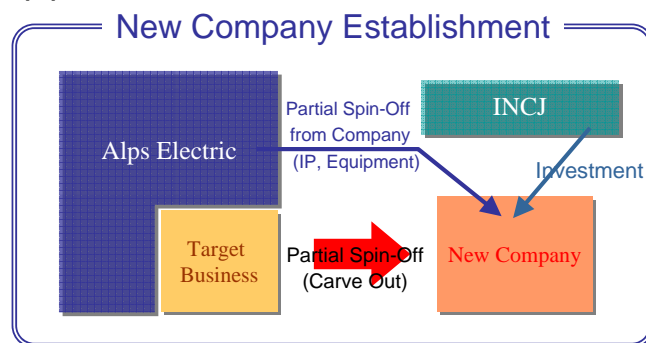 New Company Establishment
Alps Electric
Partial Spin-Off
from Company
(IP, Equipment)
INCJ
Investment
Target
Business
Partial Spin-Off
(Carve Out)
New Company